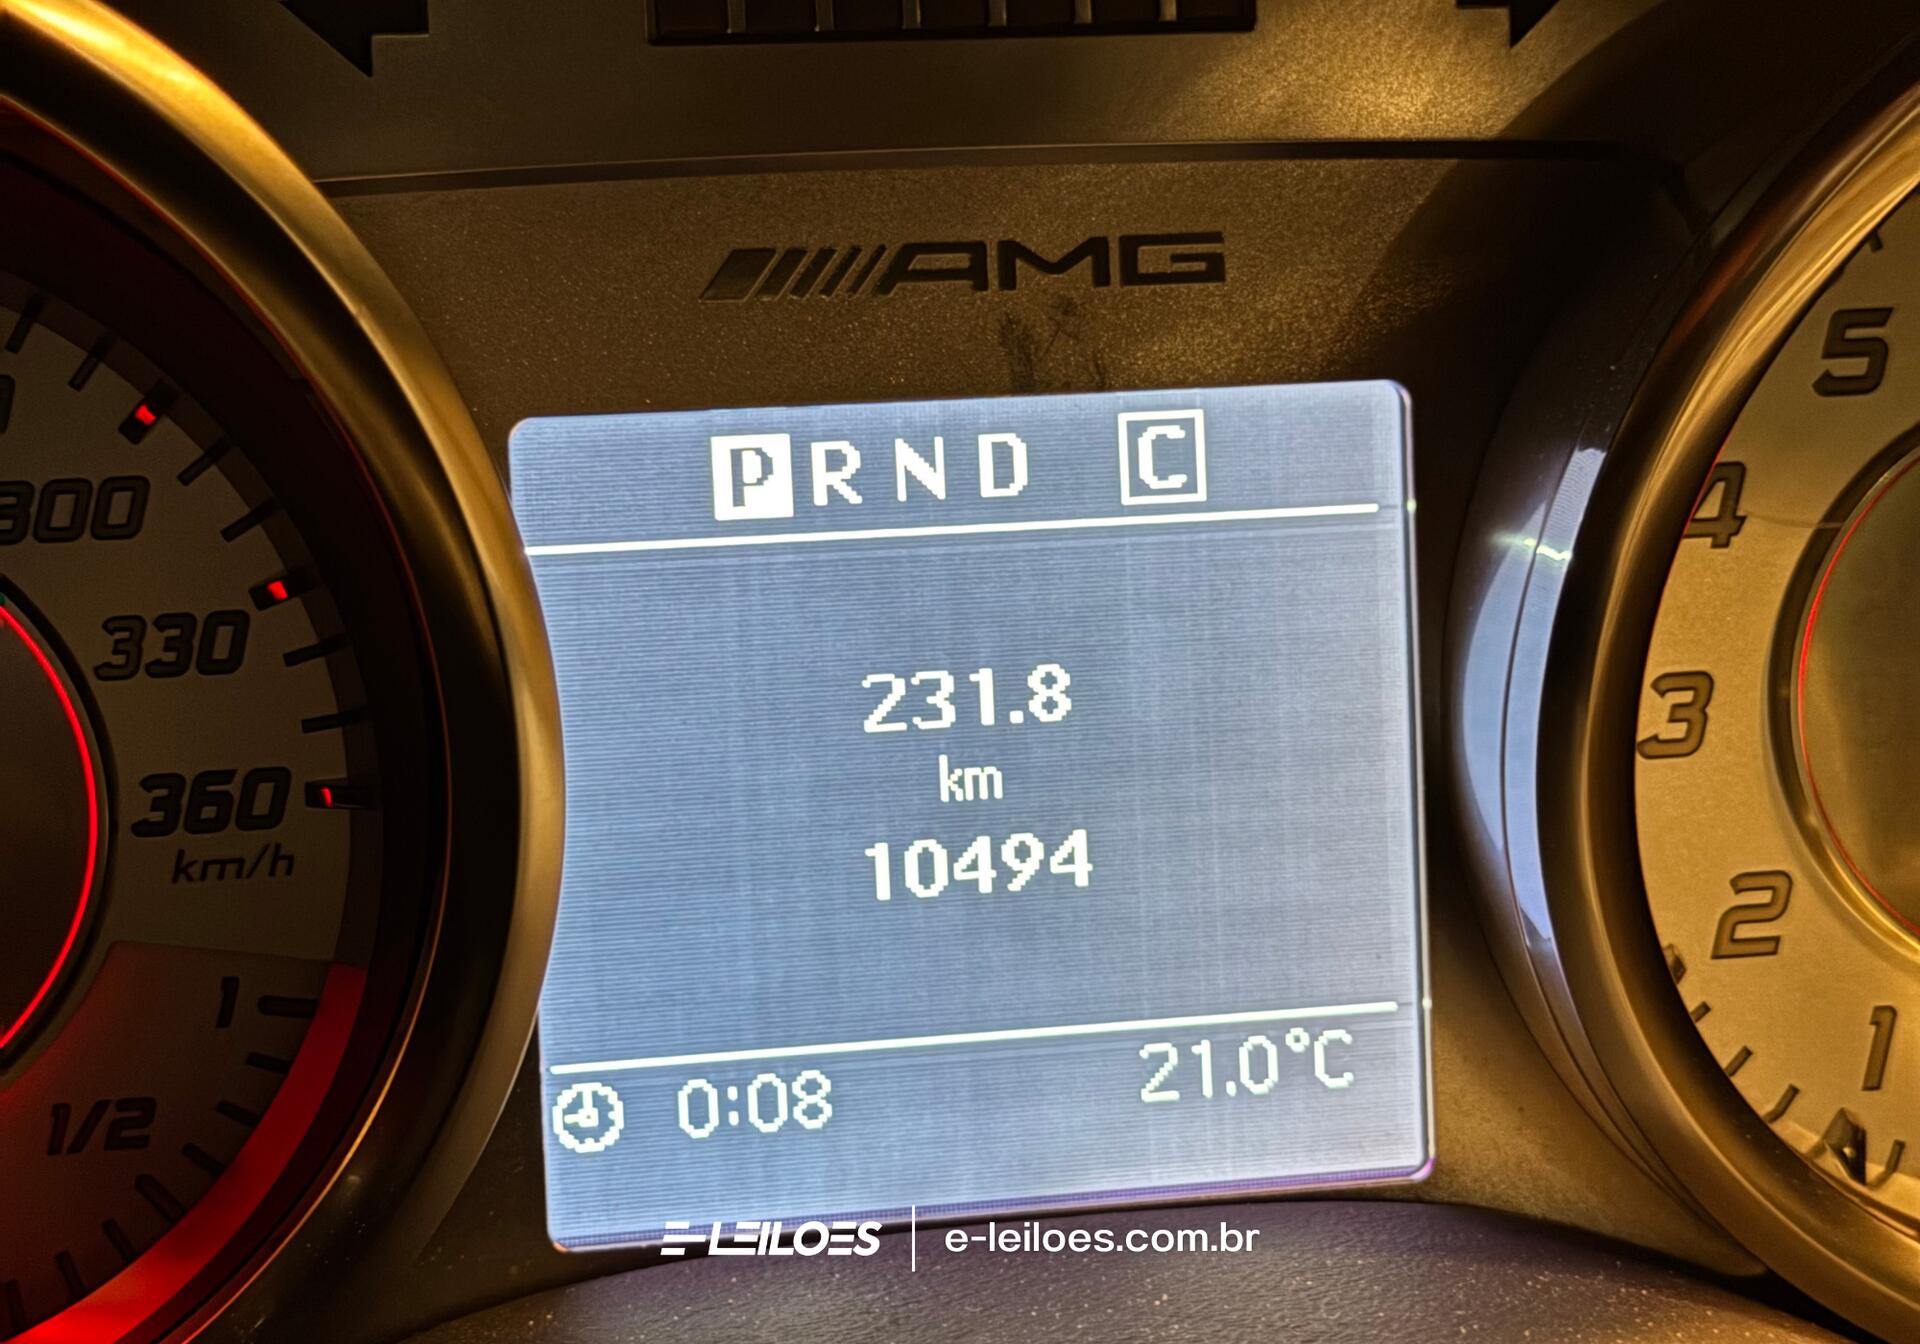 AMG
P R N D C
300
330
360
km/h
1
1/2
231.8
km
10494
0:08 21.0°C
5
4
3
2
1
E-LEILOES | e-leiloes.com.br